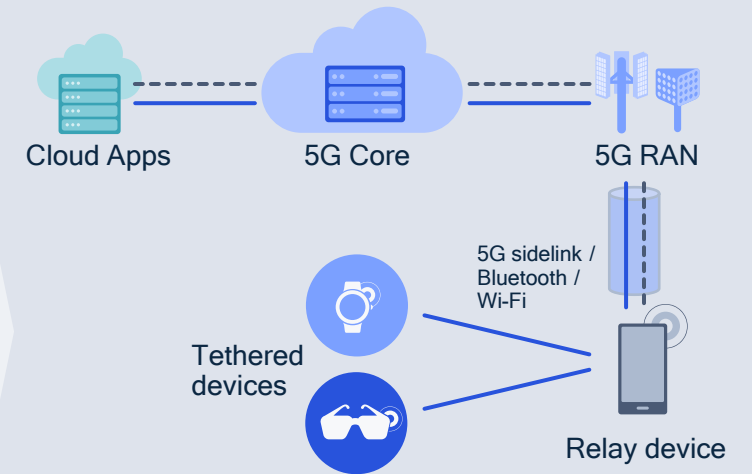 Cloud Apps
5G Core
5G RAN
5G sidelink /
Bluetooth /
Wi-Fi
Tethered
devices
Relay device